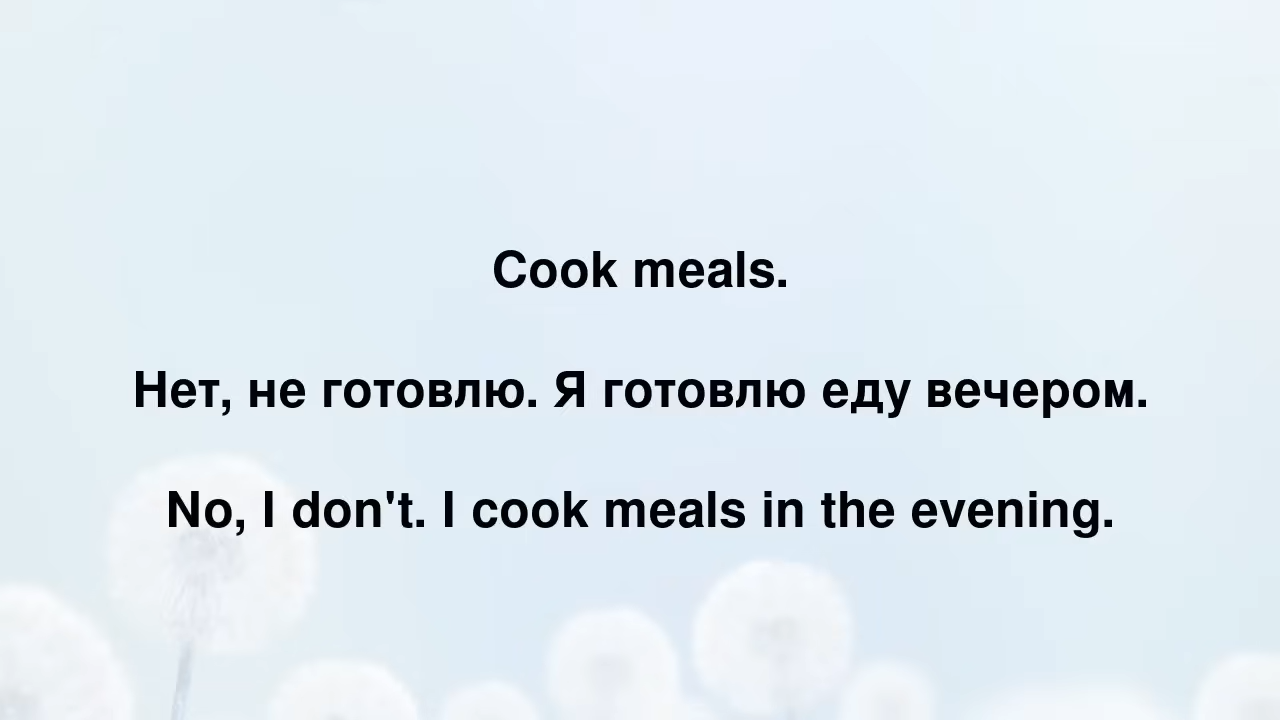 Cook meals.
Нет, не готовлю. Я готовлю еду вечером.
No, I don't. I cook meals in the evening.